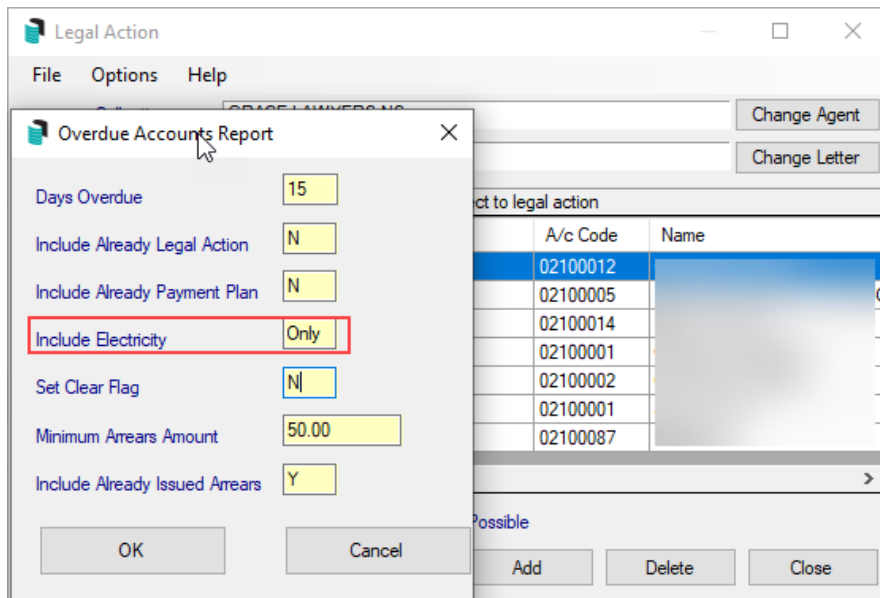 Legal Action
File Options Help
GRACE LAWYERS NS
Change Agent
Change Letter
Overdue Accounts Report
Days Overdue 15
Include Already Legal Action N
Include Already Payment Plan N
Include Electricity Only
Set Clear Flag N
Minimum Arrears Amount 50.00
Include Already Issued Arrears Y
OK Cancel
ct to legal action
A/c Code Name
02100012
02100005
02100014
02100001
02100002
02100001
02100087
Possible
Add Delete Close